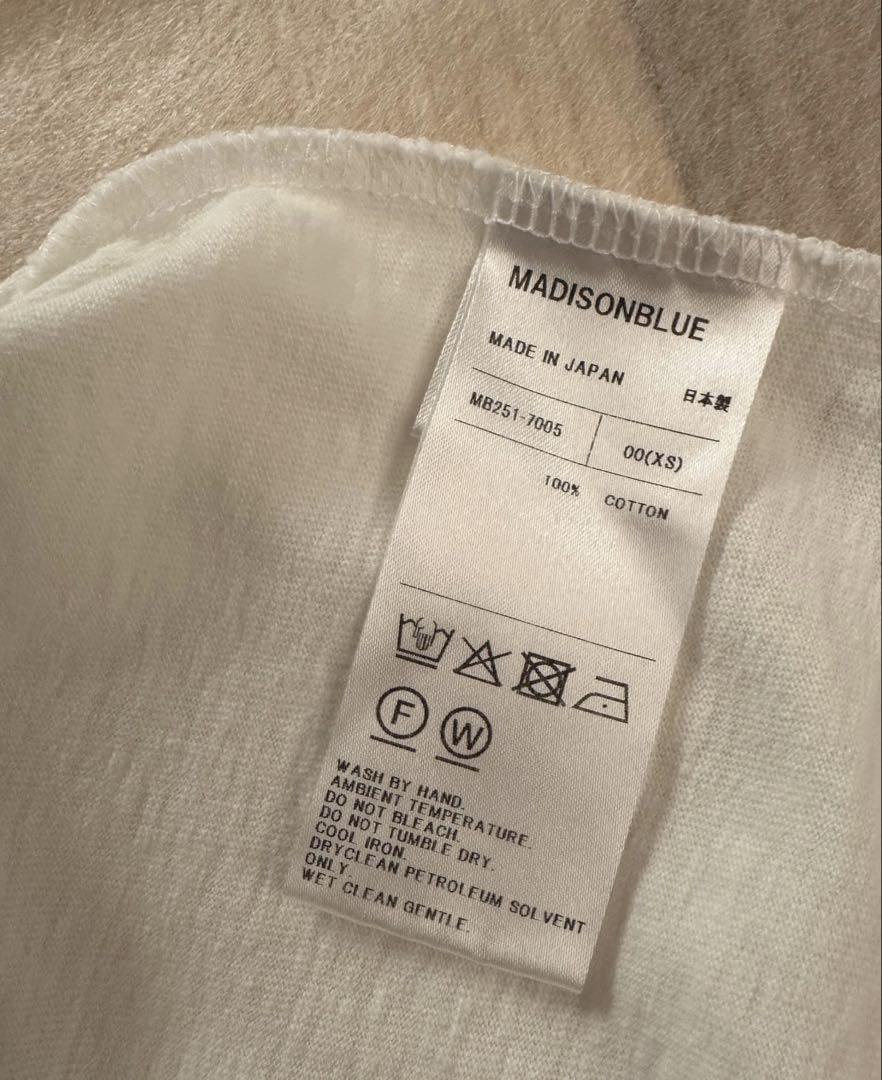 MADISONBLUE
MADE IN JAPAN 日本製
MB251-7005 00(XS)
100% COTTON
F W
WASH BY HAND.
AMBIENT TEMPERATURE.
DO NOT BLEACH.
DO NOT TUMBLE DRY.
COOL IRON.
DRYCLEAN PETROLEUM SOLVENT
ONLY.
WET CLEAN GENTLE.